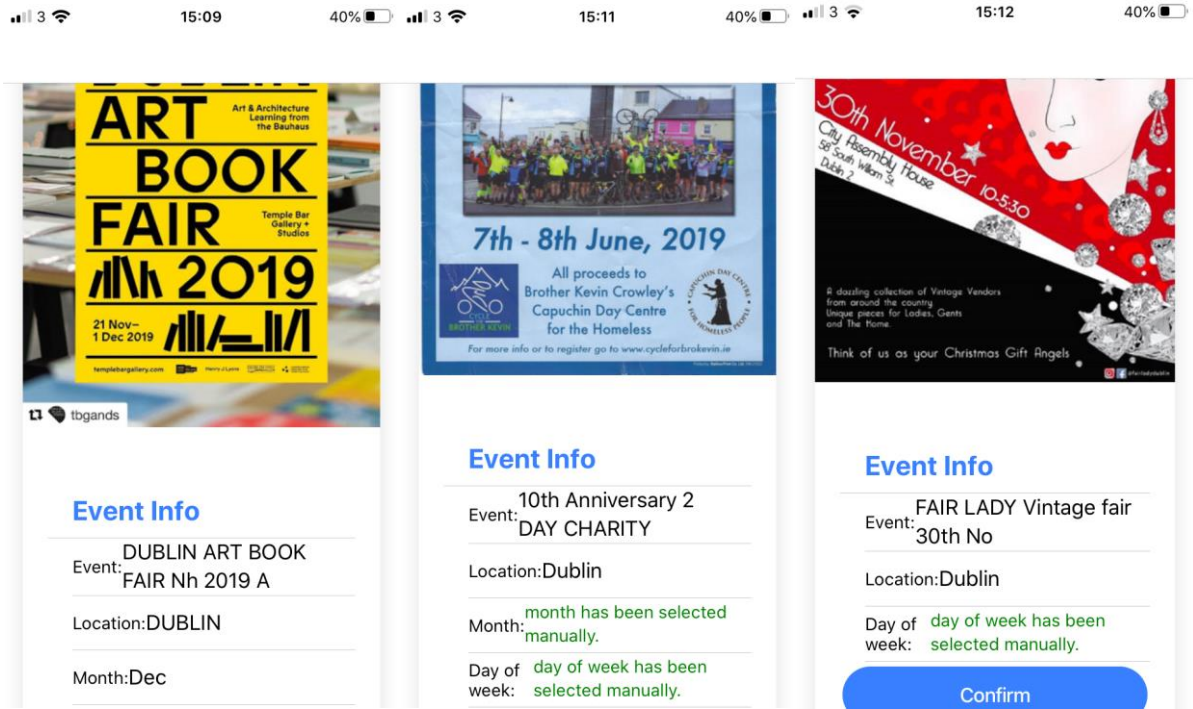 3
15:09
40%
DUBLIN
ART
BOOK
FAIR
2019
Art & Architecture
Learning from
the Bauhaus
Temple Bar
Gallery +
Studios
21 Nov–
1 Dec 2019
templebargallery.com
Henry J Lyons
tbgands
Event Info
Event:
DUBLIN ART BOOK
FAIR Nh 2019 A
Location:DUBLIN
Month:Dec
3
15:11
40%
7th - 8th June, 2019
CYCLE
BROTHER KEVIN
All proceeds to
Brother Kevin Crowley's
Capuchin Day Centre
for the Homeless
CAPUCHIN DAY CENTRE
FOR HOMELESS PEOPLE
For more info or to register go to www.cycleforbrokevin.ie
Event Info
Event:
10th Anniversary 2
DAY CHARITY
Location:Dublin
Month:
month has been selected
manually.
Day of
week:
day of week has been
selected manually.
3
15:12
40%
30th November 10-5:30
City Assembly House
58 South William St
Dublin 2
A dazzling collection of Vintage Vendors
from around the country
Unique pieces for Ladies, Gents
and The Home.
Think of us as your Christmas Gift Angels
Event Info
Event:
FAIR LADY Vintage fair
30th No
Location:Dublin
Day of
week:
day of week has been
selected manually.
Confirm